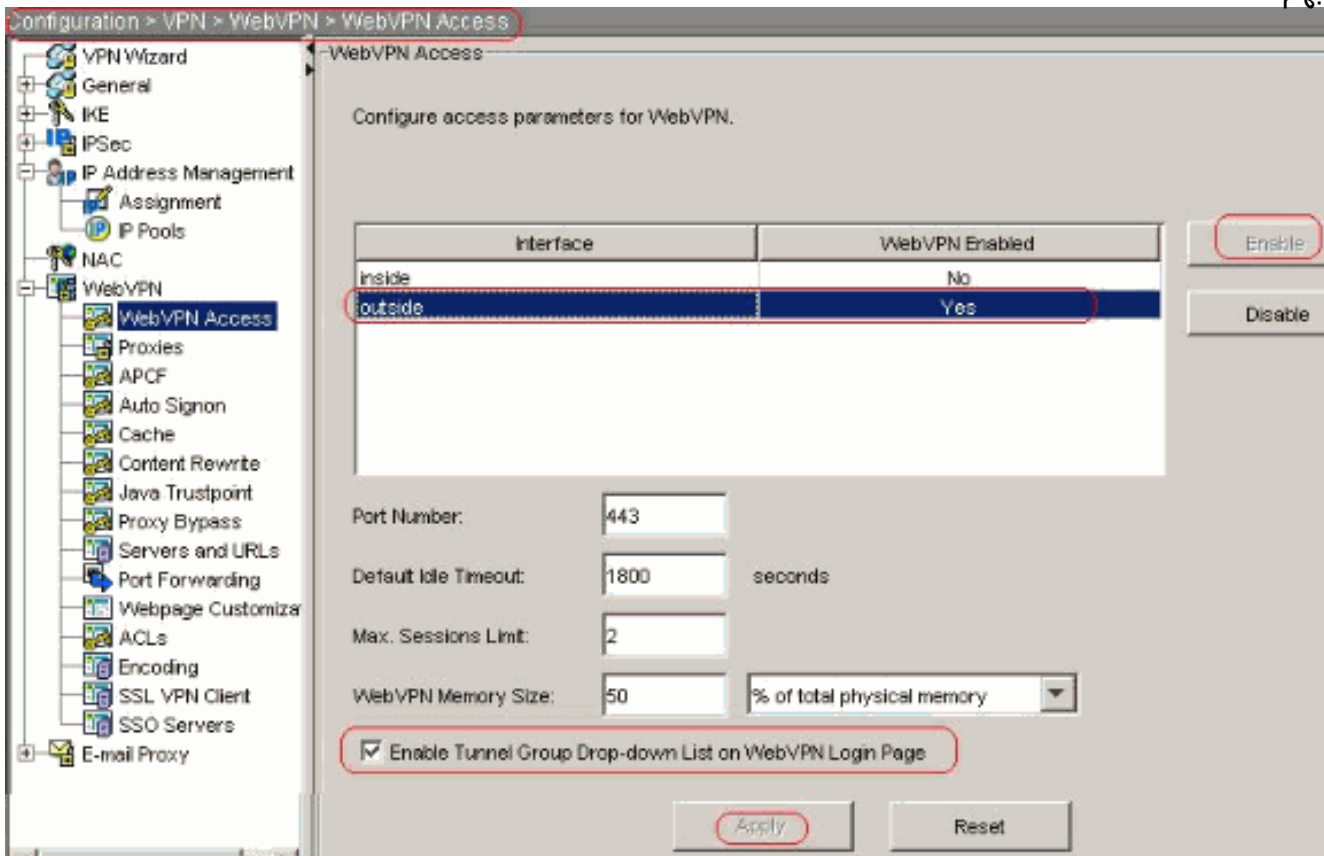 بهم.
Configuration > VPN > WebVPN > WebVPN Access
VPN Wizard
General
IKE
IPSec
IP Address Management
Assignment
IP Pools
NAC
WebVPN
WebVPN Access
Proxies
APCF
Auto Signon
Cache
Content Rewrite
Java Trustpoint
Proxy Bypass
Servers and URLs
Port Forwarding
Webpage Customizat
ACLs
Encoding
SSL VPN Client
SSO Servers
E-mail Proxy
WebVPN Access
Configure access parameters for WebVPN.
Interface WebVPN Enabled
inside No
outside Yes
Enable
Disable
Port Number: 443
Default Idle Timeout: 1800 seconds
Max. Sessions Limit: 2
WebVPN Memory Size: 50 % of total physical memory
Enable Tunnel Group Drop-down List on WebVPN Login Page
Apply Reset